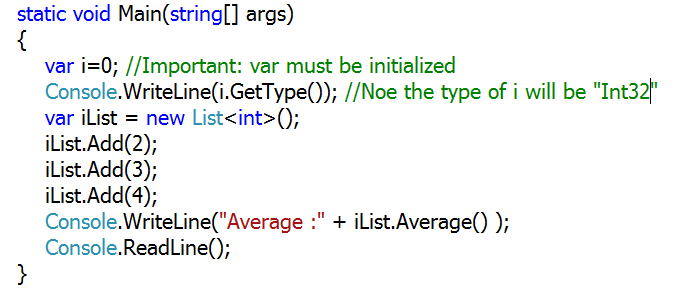 static void Main(string[] args)
{
var i=0; //Important: var must be initialized
Console.WriteLine(i.GetType()); //Noe the type of i will be "Int32"
var iList = new List<int>();
iList.Add(2);
iList.Add(3);
iList.Add(4);
Console.WriteLine("Average :" + iList.Average() );
Console.ReadLine();
}